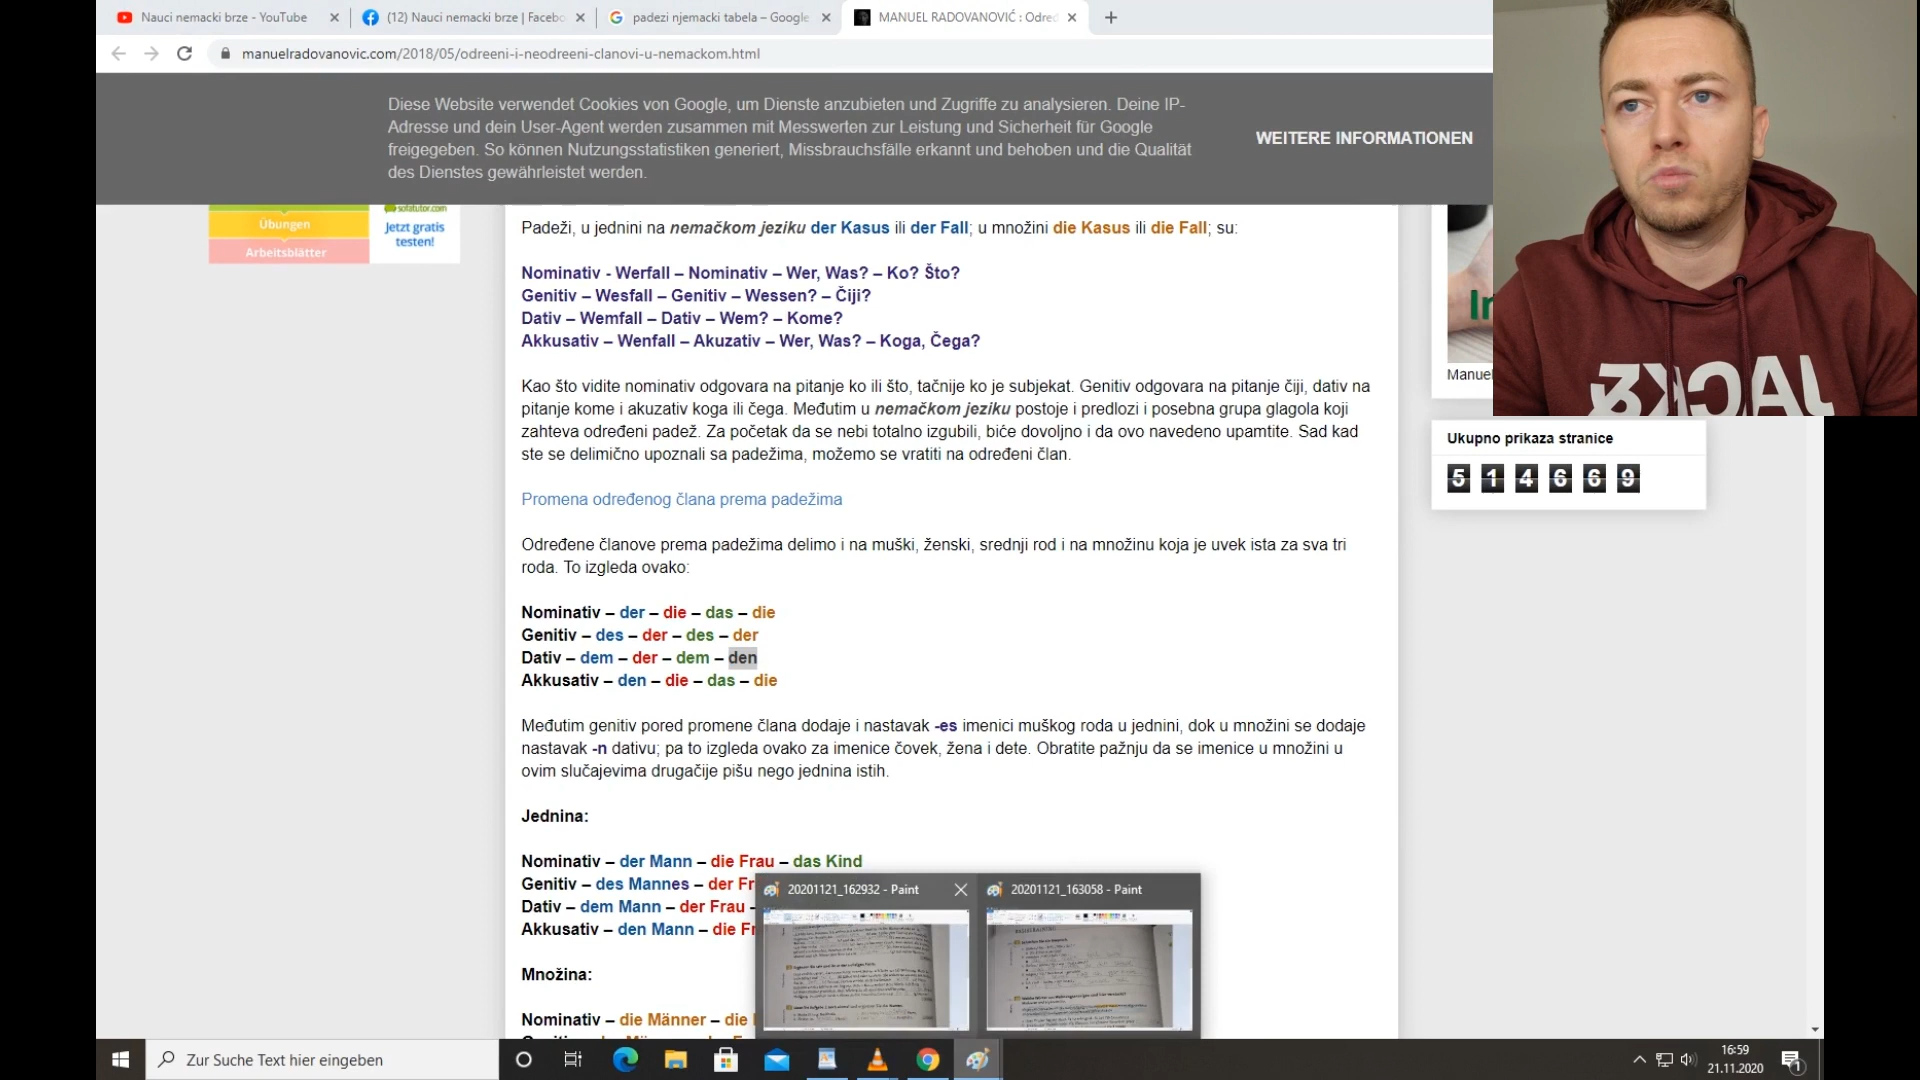 Nauci nemacki brze - YouTube
(12) Nauci nemacki brze | Facebo
padezi njemacki tabela – Google
MANUEL RADOVANOVIĆ : Odred
manuelradovanovic.com/2018/05/odreeni-i-neodreeni-clanovi-u-nemackom.html
Diese Website verwendet Cookies von Google, um Dienste anzubieten und Zugriffe zu analysieren. Deine IP-
Adresse und dein User-Agent werden zusammen mit Messwerten zur Leistung und Sicherheit für Google
freigegeben. So können Nutzungsstatistiken generiert, Missbrauchsfälle erkannt und behoben und die Qualität
des Dienstes gewährleistet werden.
WEITERE INFORMATIONEN
sofatutor.com
Übungen
Jetzt gratis
testen!
Arbeitsblätter
Padeži, u jednini na nemačkom jeziku der Kasus ili der Fall; u množini die Kasus ili die Fall; su:
Nominativ - Werfall – Nominativ – Wer, Was? – Ko? Što?
Genitiv – Wesfall – Genitiv – Wessen? – Čiji?
Dativ – Wemfall – Dativ – Wem? – Kome?
Akkusativ – Wenfall – Akuzativ – Wer, Was? – Koga, Čega?
Kao što vidite nominativ odgovara na pitanje ko ili što, tačnije ko je subjekat. Genitiv odgovara na pitanje čiji, dativ na
pitanje kome i akuzativ koga ili čega. Međutim u nemačkom jeziku postoje i predlozi i posebna grupa glagola koji
zahteva određeni padež. Za početak da se nebi totalno izgubili, biće dovoljno i da ovo navedeno upamtite. Sad kad
ste se delimično upoznali sa padežima, možemo se vratiti na određeni član.
Promena određenog člana prema padežima
Određene članove prema padežima delimo i na muški, ženski, srednji rod i na množinu koja je uvek ista za sva tri
roda. To izgleda ovako:
Nominativ – der – die – das – die
Genitiv – des – der – des – der
Dativ – dem – der – dem – den
Akkusativ – den – die – das – die
Međutim genitiv pored promene člana dodaje i nastavak -es imenici muškog roda u jednini, dok u množini se dodaje
nastavak -n dativu; pa to izgleda ovako za imenice čovek, žena i dete. Obratite pažnju da se imenice u množini u
ovim slučajevima drugačije pišu nego jednina istih.
Jednina:
Nominativ – der Mann – die Frau – das Kind
Genitiv – des Mannes – der Fr
Dativ – dem Mann – der Frau –
Akkusativ – den Mann – die Fr
Množina:
Nominativ – die Männer – die
In
Manuel
JACK3
Ukupno prikaza stranice
514669
20201121_162932 - Paint
20201121_163058 - Paint
Zur Suche Text hier eingeben
16:59
21.11.2020
1